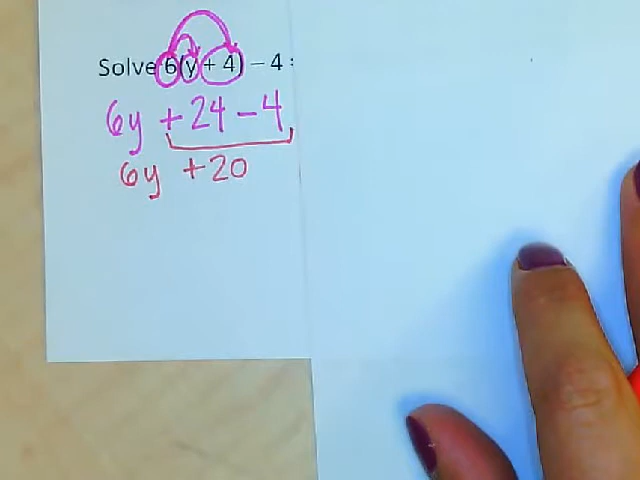 Solve 6(y + 4) − 4 =
6y + 24 − 4
6y + 20